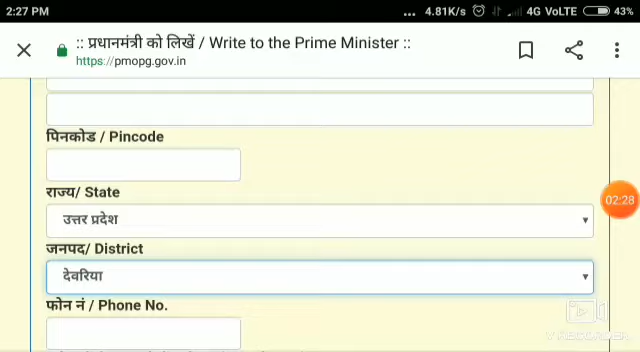 2:27 PM ... 4.81K/s 4G VoLTE 43%
:: प्रधानमंत्री को लिखें / Write to the Prime Minister ::
https://pmopg.gov.in
पिनकोड / Pincode
राज्य/ State
उत्तर प्रदेश
02:28
जनपद/ District
देवरिया
फोन नं / Phone No.
V RECORDER